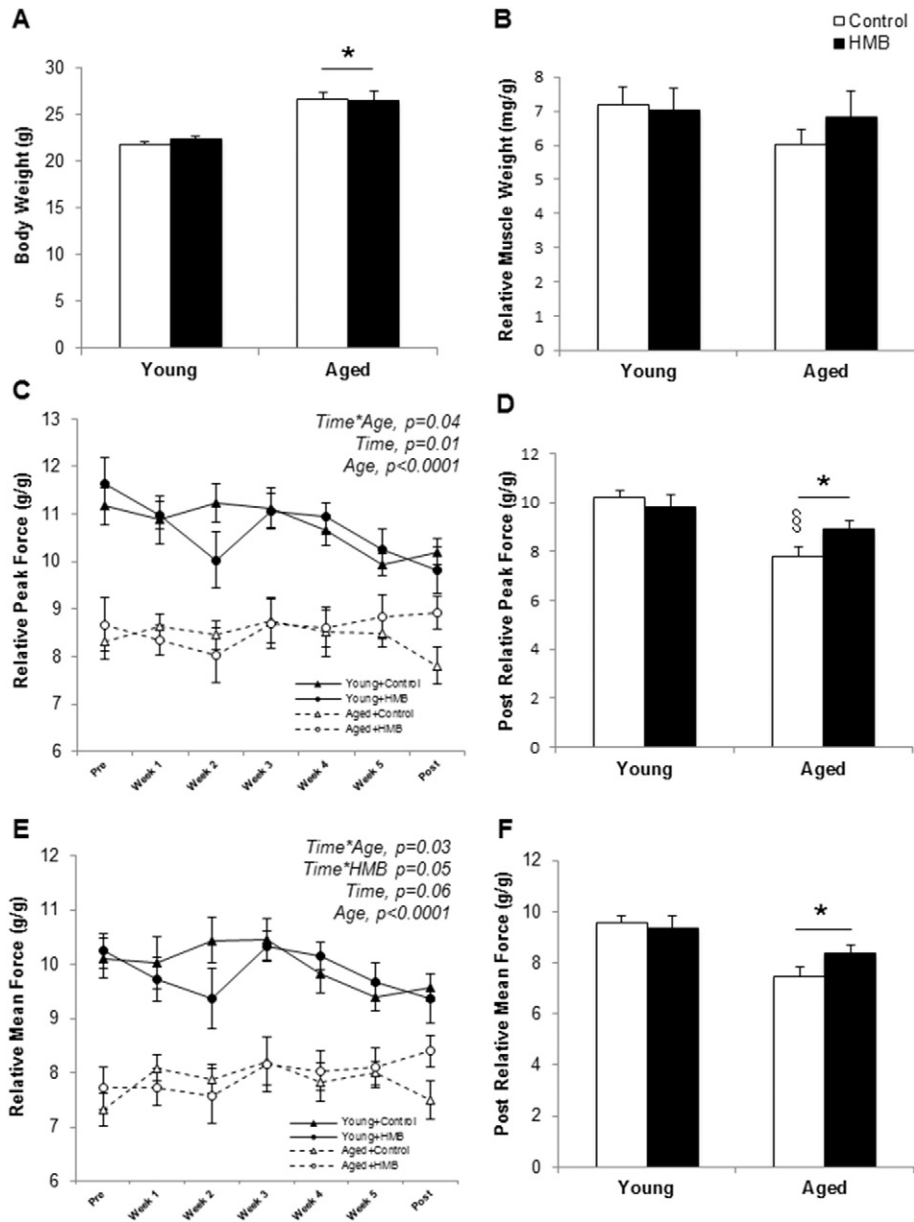 A
Body Weight (g)
30
25
20
15
10
5
0
*
Young
Aged
B
Control
HMB
Relative Muscle Weight (mg/g)
8
7
6
5
4
3
2
1
0
Young
Aged
C
Relative Peak Force (g/g)
13
12
11
10
9
8
7
6
Time*Age, p=0.04
Time, p=0.01
Age, p<0.0001
Young+Control
Young+HMB
Aged+Control
Aged+HMB
Pre
Week 1
Week 2
Week 3
Week 4
Week 5
Post
D
Post Relative Peak Force (g/g)
12
10
8
6
4
2
0
§
*
Young
Aged
E
Relative Mean Force (g/g)
12
11
10
9
8
7
6
Time*Age, p=0.03
Time*HMB p=0.05
Time, p=0.06
Age, p<0.0001
Young+Control
Young+HMB
Aged+Control
Aged+HMB
Pre
Week 1
Week 2
Week 3
Week 4
Week 5
Post
F
Post Relative Mean Force (g/g)
12
10
8
6
4
2
0
*
Young
Aged